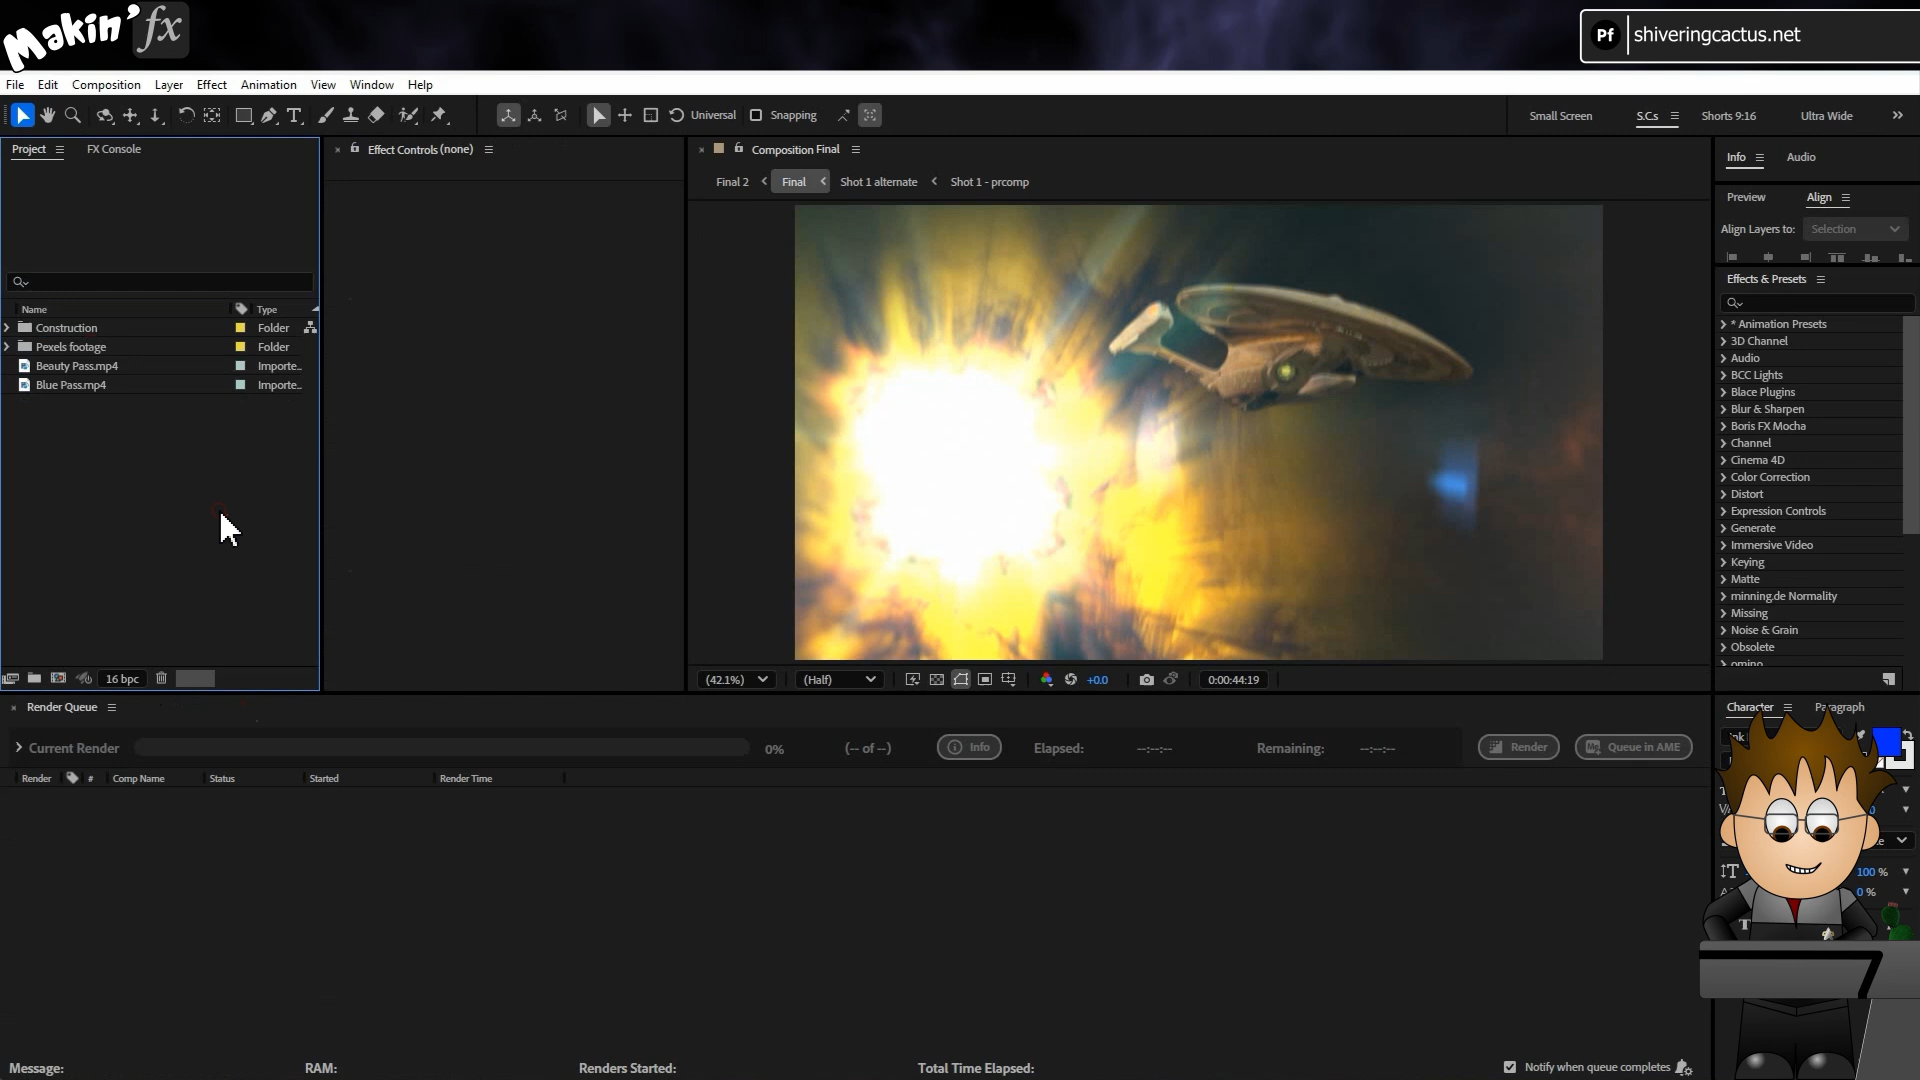 Makin' fx
Pf shiveringcactus.net
File Edit Composition Layer Effect Animation View Window Help
Universal Snapping Small Screen S.C.s Shorts 9:16 Ultra Wide
Project FX Console
Effect Controls (none)
Composition Final
Final 2 Final Shot 1 alternate Shot 1 - prcomp
Info Audio
Preview Align
Align Layers to: Selection
Effects & Presets
Name Type
Construction Folder
Pexels footage Folder
Beauty Pass.mp4 Importe...
Blue Pass.mp4 Importe...
* Animation Presets
3D Channel
Audio
BCC Lights
Blace Plugins
Blur & Sharpen
Boris FX Mocha
Channel
Cinema 4D
Color Correction
Distort
Expression Controls
Generate
Immersive Video
Keying
Matte
minning.de Normality
Missing
Noise & Grain
Obsolete
omino
16 bpc
(42.1%) (Half) +0.0 0:00:44:19
Render Queue
Character Paragraph
Current Render 0% (-- of --) Info Elapsed: --:--:-- Remaining: --:--:-- Render Queue in AME
Render # Comp Name Status Started Render Time
100 %
0 %
Message: RAM: Renders Started: Total Time Elapsed: Notify when queue completes